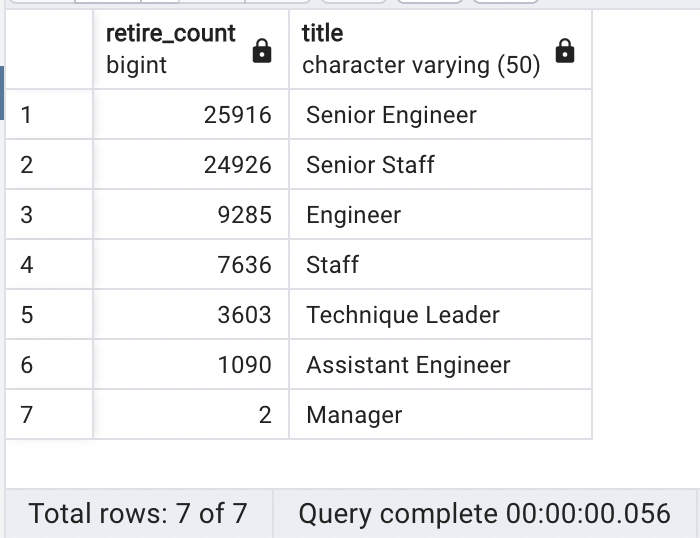 retire_count title
bigint character varying (50)
1 25916 Senior Engineer
2 24926 Senior Staff
3 9285 Engineer
4 7636 Staff
5 3603 Technique Leader
6 1090 Assistant Engineer
7 2 Manager
Total rows: 7 of 7 Query complete 00:00:00.056